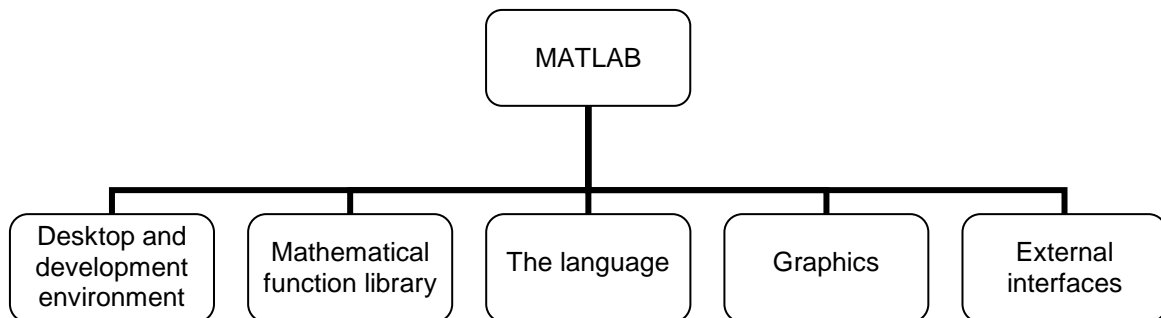 MATLAB
Desktop and
development
environment
Mathematical
function library
The language
Graphics
External
interfaces